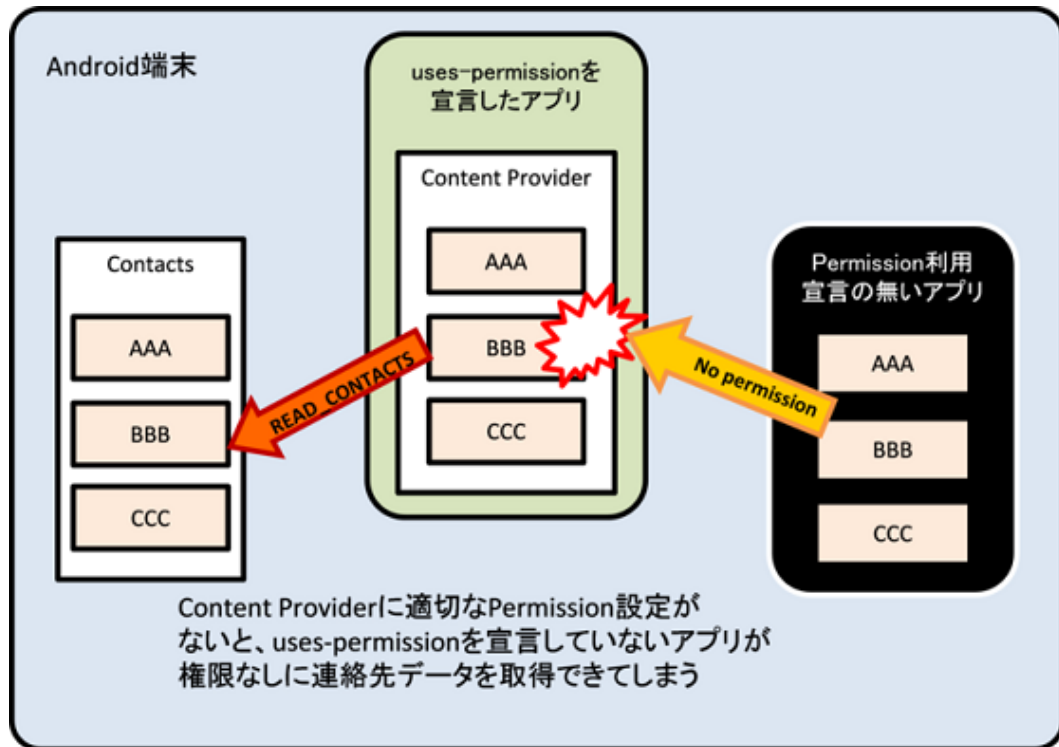 Android端末
uses-permissionを
宣言したアプリ
Content Provider
AAA
BBB
CCC
Contacts
AAA
BBB
CCC
READ_CONTACTS
No permission
Permission利用
宣言の無いアプリ
AAA
BBB
CCC
Content Providerに適切なPermission設定が
ないと、uses-permissionを宣言していないアプリが
権限なしに連絡先データを取得できてしまう